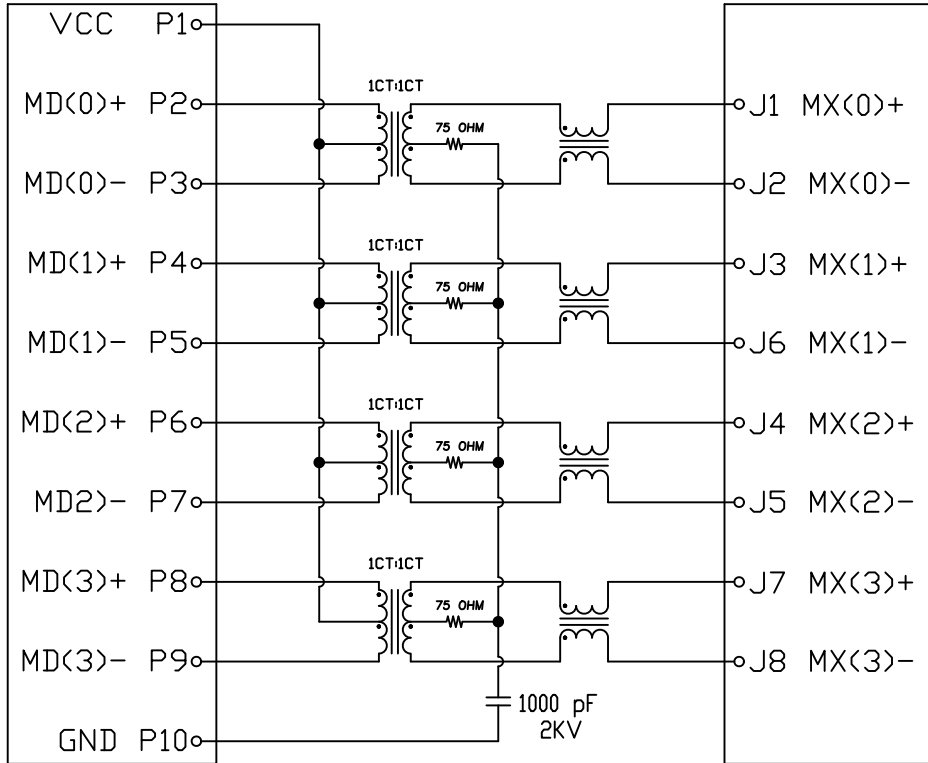 VCC P1
1CT:1CT
MD(0)+ P2
J1 MX(0)+
75 OHM
MD(0)- P3
J2 MX(0)-
1CT:1CT
MD(1)+ P4
J3 MX(1)+
75 OHM
MD(1)- P5
J6 MX(1)-
1CT:1CT
MD(2)+ P6
J4 MX(2)+
75 OHM
MD2)- P7
J5 MX(2)-
1CT:1CT
MD(3)+ P8
J7 MX(3)+
75 OHM
MD(3)- P9
J8 MX(3)-
1000 pF
2KV
GND P10